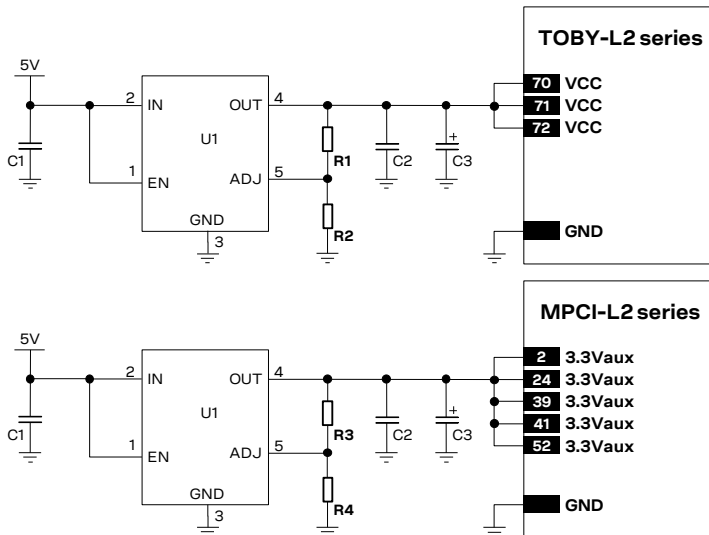 TOBY-L2 series
5V
70 VCC
2 IN OUT 4
71 VCC
72 VCC
U1
C1 R1 C2 + C3
1 EN ADJ 5
GND
R2
GND
3
MPCI-L2 series
5V
2 3.3Vaux
2 IN OUT 4
24 3.3Vaux
39 3.3Vaux
U1
41 3.3Vaux
C1 R3 C2 + C3
52 3.3Vaux
1 EN ADJ 5
GND
R4
GND
3